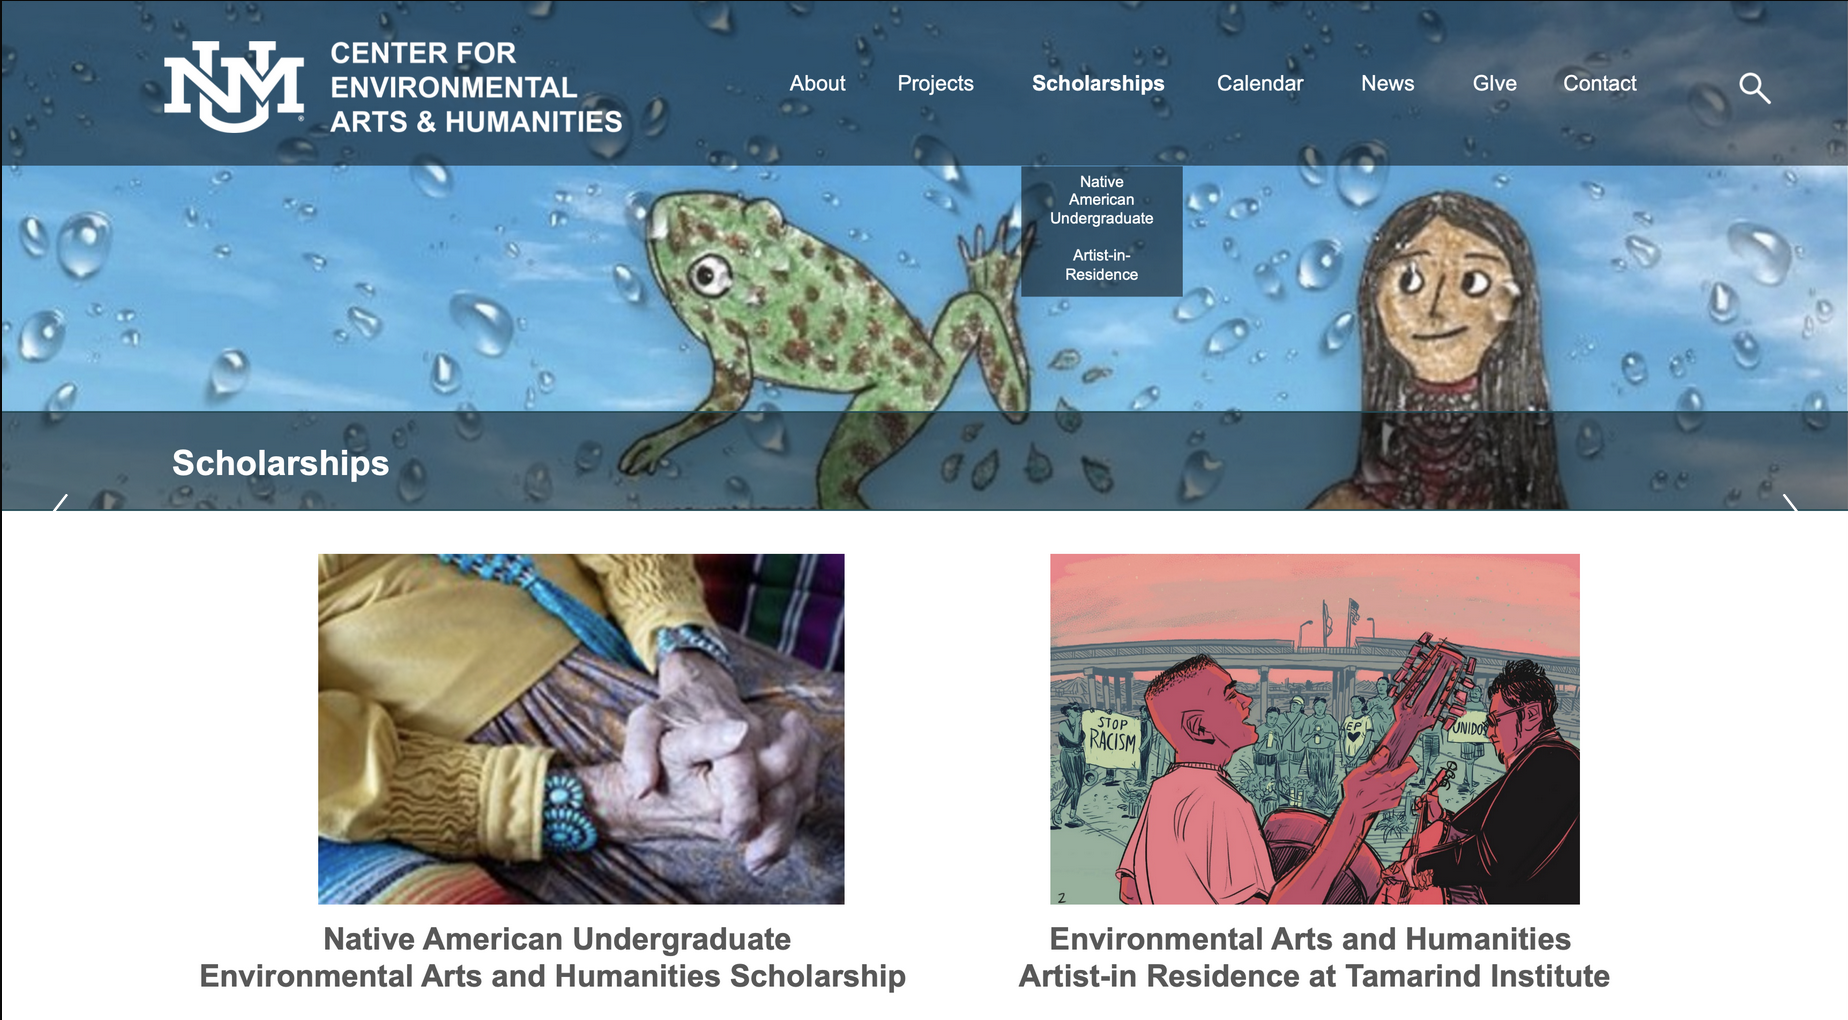 UNM
CENTER FOR
ENVIRONMENTAL
ARTS & HUMANITIES
About Projects Scholarships Calendar News GIve Contact
Native
American
Undergraduate
Artist-in-
Residence
Scholarships
STOP
RACISM
EP
UNIDOS
Z
Native American Undergraduate
Environmental Arts and Humanities Scholarship
Environmental Arts and Humanities
Artist-in Residence at Tamarind Institute